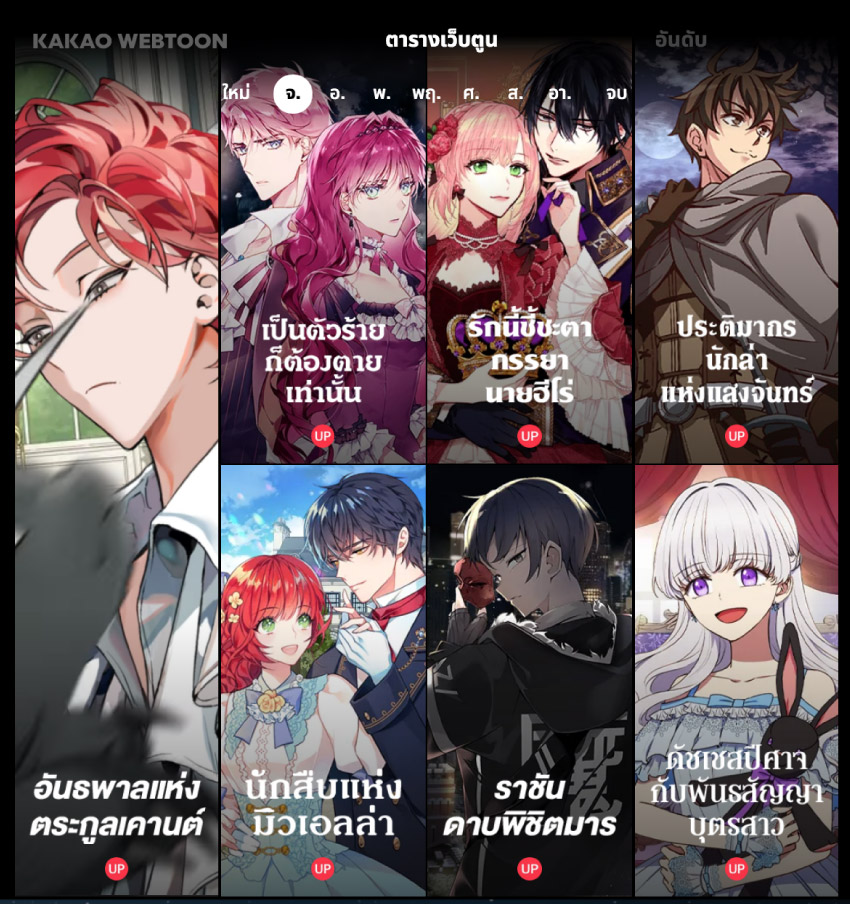 KAKAO WEBTOON
ตารางเว็บตูน
อันดับ
ใหม่ จ. อ. พ. พฤ. ศ. ส. อา. จบ
อันธพาลแห่ง
ตระกูลเคานต์
UP
เป็นตัวร้าย
ก็ต้องตาย
เท่านั้น
UP
รักนี้ชี้ชะตา
ภรรยา
นายฮีโร่
UP
ประติมากร
นักล่า
แห่งแสงจันทร์
UP
นักสืบแห่ง
มิวเอลล่า
UP
ราชัน
ดาบพิชิตมาร
UP
ดัชเชสปีศาจ
กับพันธสัญญา
บุตรสาว
UP